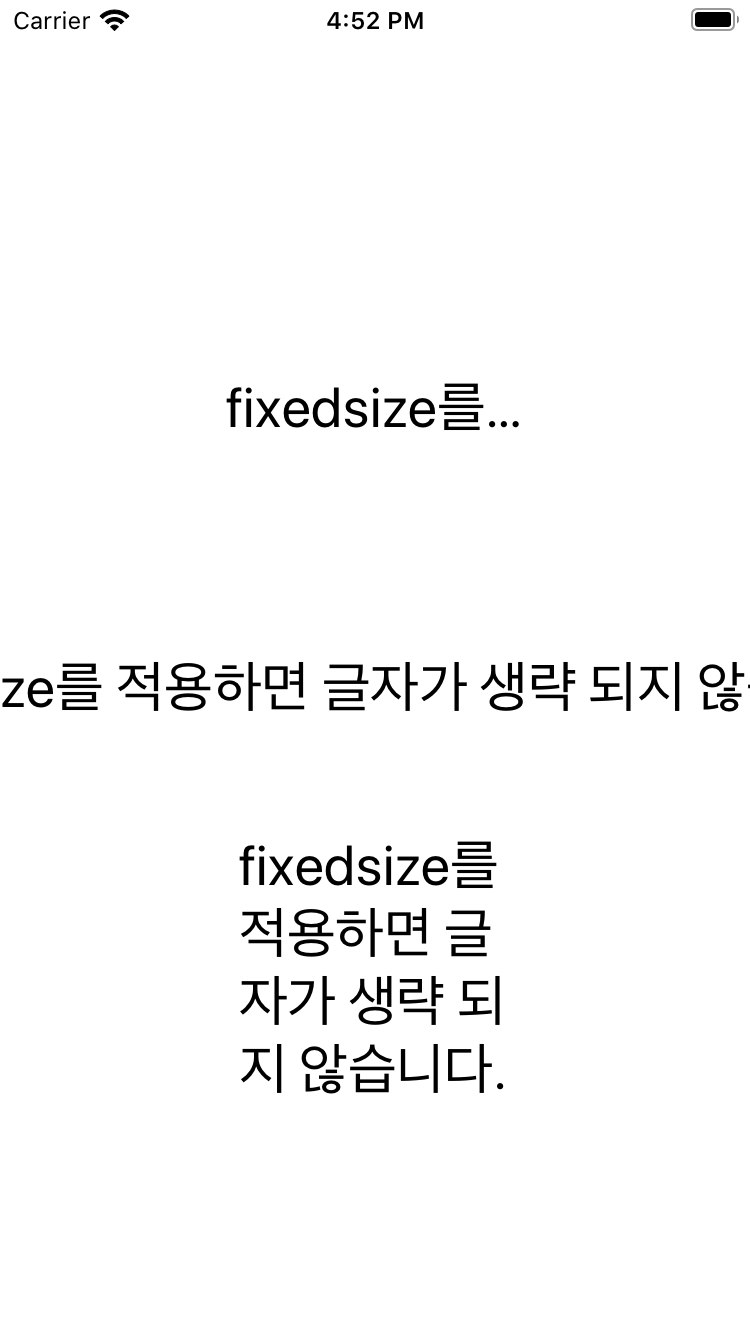 Carrier 4:52 PM
fixedsize를...
ze를 적용하면 글자가 생략 되지 않
fixedsize를
적용하면 글
자가 생략 되
지 않습니다.